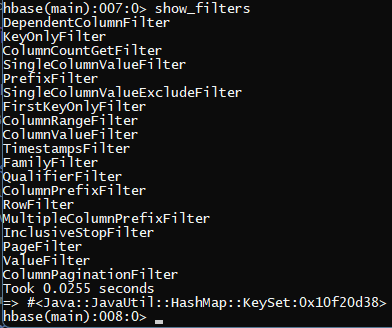 hbase(main):007:0> show_filters
DependentColumnFilter
KeyOnlyFilter
ColumnCountGetFilter
SingleColumnValueFilter
PrefixFilter
SingleColumnValueExcludeFilter
FirstKeyOnlyFilter
ColumnRangeFilter
ColumnValueFilter
TimestampsFilter
FamilyFilter
QualifierFilter
ColumnPrefixFilter
RowFilter
MultipleColumnPrefixFilter
InclusiveStopFilter
PageFilter
ValueFilter
ColumnPaginationFilter
Took 0.0255 seconds
=> #<Java::JavaUtil::HashMap::KeySet:0x10f20d38>
hbase(main):008:0>